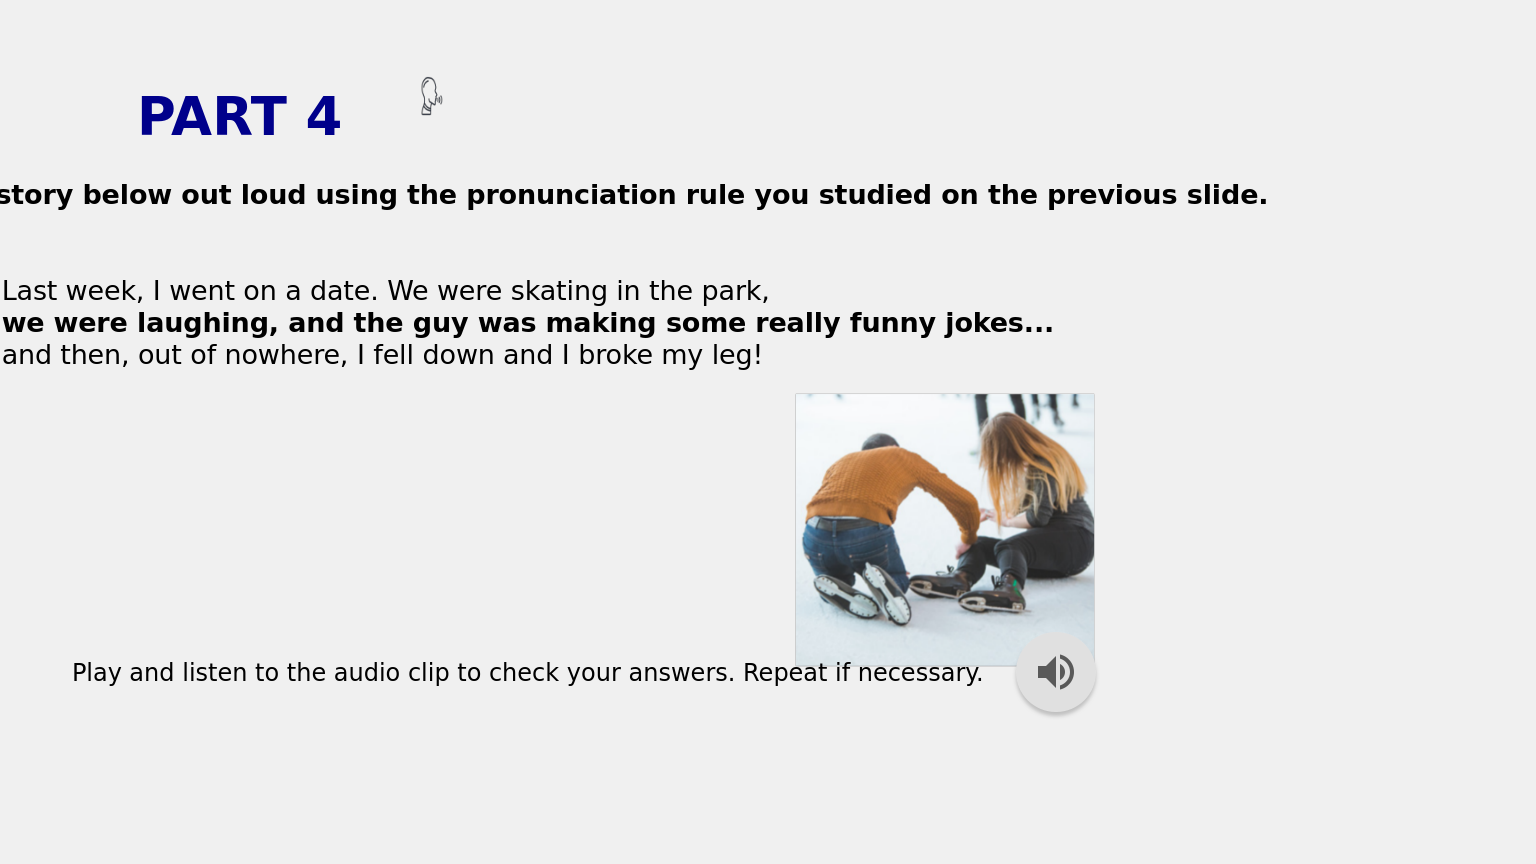 PART 4
story below out loud using the pronunciation rule you studied on the previous slide.
Last week, I went on a date. We were skating in the park,
we were laughing, and the guy was making some really funny jokes...
and then, out of nowhere, I fell down and I broke my leg!
Play and listen to the audio clip to check your answers. Repeat if necessary.